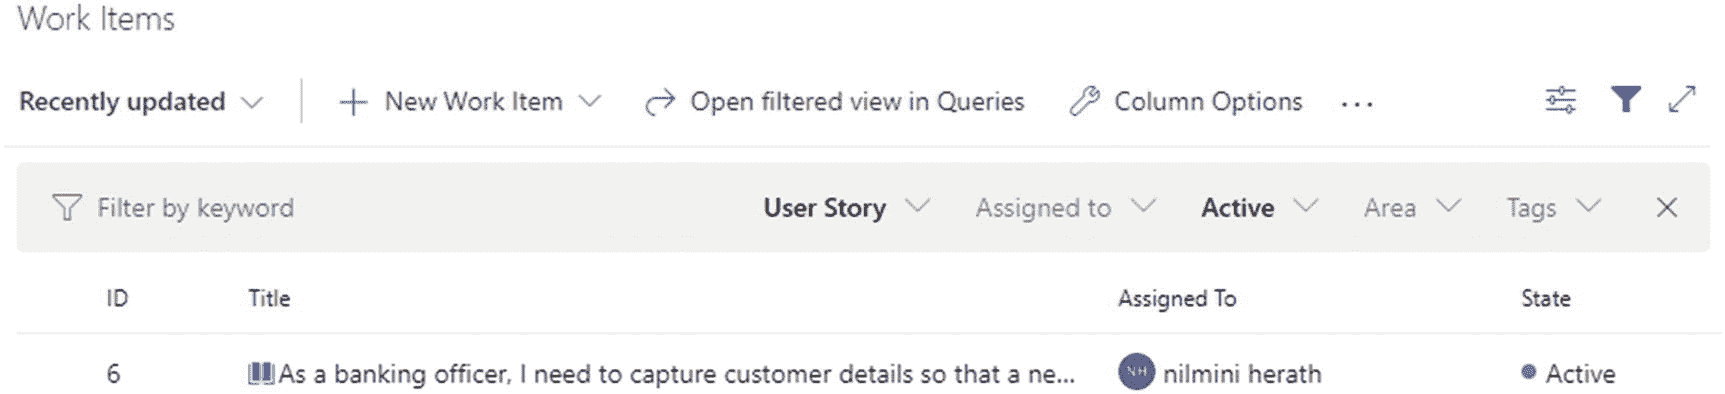 Work Items
Recently updated New Work Item Open filtered view in Queries Column Options ...
Filter by keyword User Story Assigned to Active Area Tags
ID Title Assigned To State
6 As a banking officer, I need to capture customer details so that a ne... NH nilmini herath Active